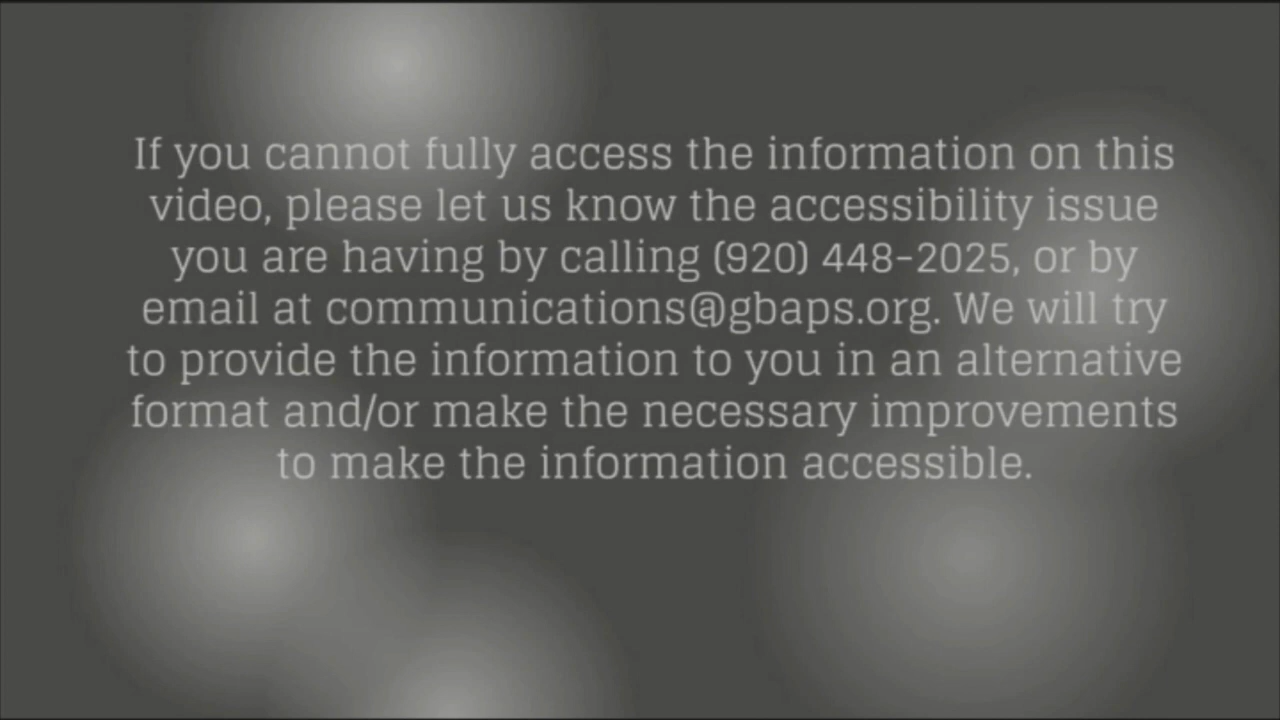 If you cannot fully access the information on this
video, please let us know the accessibility issue
you are having by calling (920) 448-2025, or by
email at communications@gbaps.org. We will try
to provide the information to you in an alternative
format and/or make the necessary improvements
to make the information accessible.